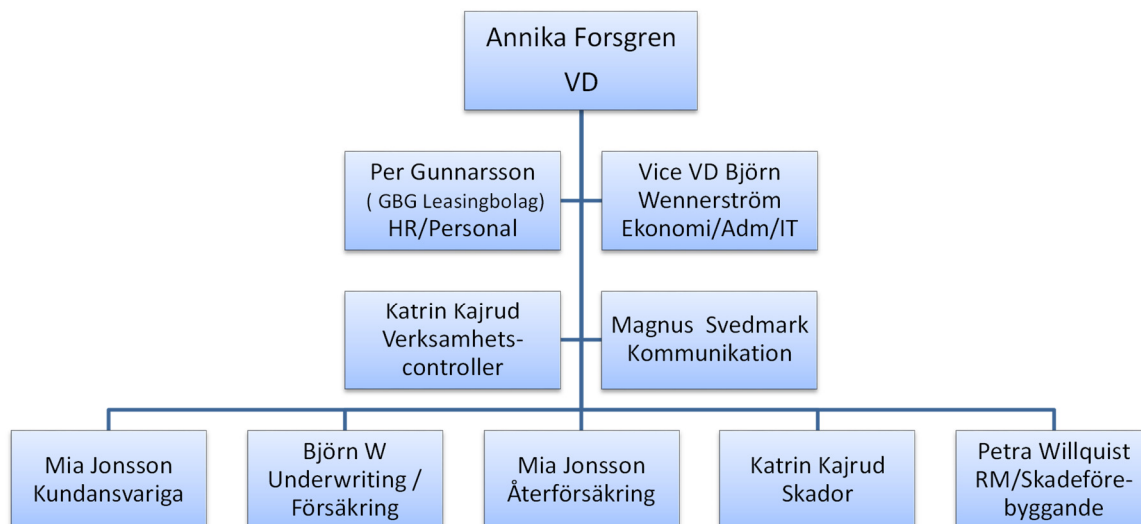 Annika Forsgren
VD
Per Gunnarsson
( GBG Leasingbolag)
HR/Personal
Vice VD Björn
Wennerström
Ekonomi/Adm/IT
Katrin Kajrud
Verksamhets-
controller
Magnus Svedmark
Kommunikation
Mia Jonsson
Kundansvariga
Björn W
Underwriting /
Försäkring
Mia Jonsson
Återförsäkring
Katrin Kajrud
Skador
Petra Willquist
RM/Skadeföre-
byggande